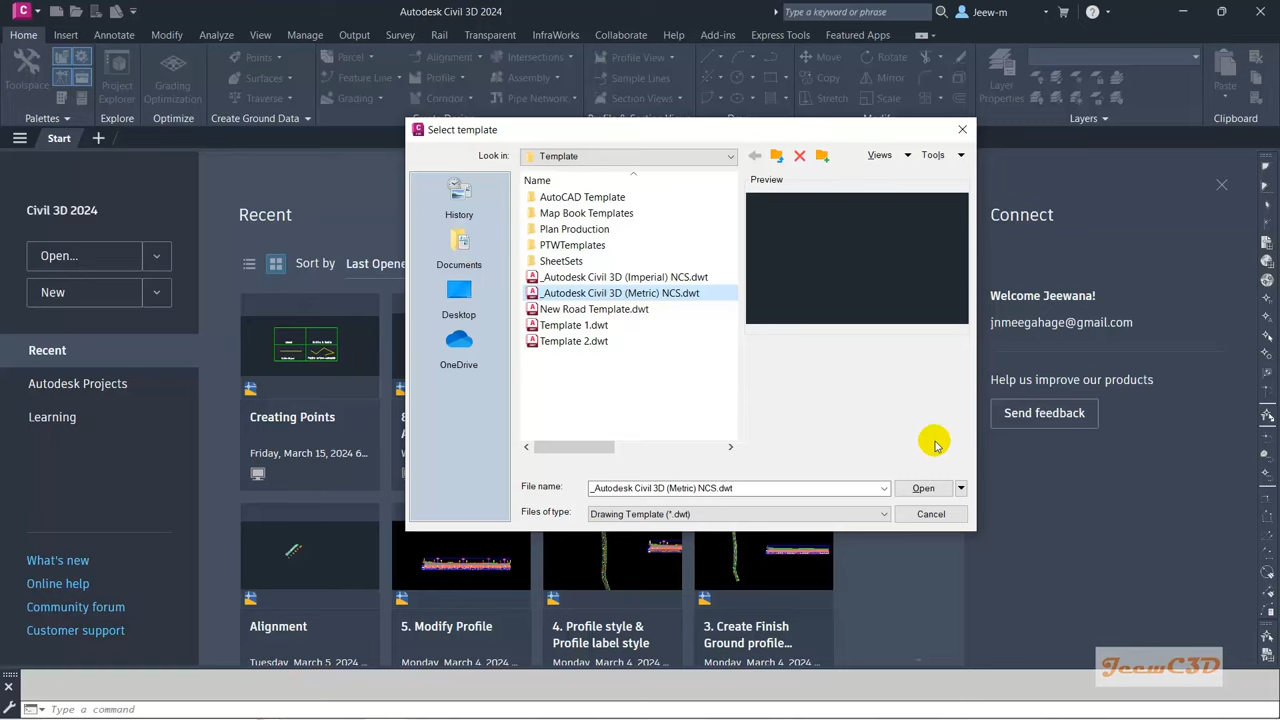 Autodesk Civil 3D 2024
Type a keyword or phrase
Jeew-m
Home Insert Annotate Modify Analyze View Manage Output Survey Rail Transparent InfraWorks Collaborate Help Add-ins Express Tools Featured Apps
Toolspace
Palettes
Project Explorer
Explore
Grading Optimization
Optimize
Points
Surfaces
Traverse
Create Ground Data
Parcel
Feature Line
Grading
Alignment
Profile
Corridor
Intersections
Assembly
Pipe Network
Profile View
Sample Lines
Section Views
Move
Copy
Stretch
Rotate
Mirror
Layer Properties
Layers
Paste
Clipboard
Start
Civil 3D 2024
Open...
New
Recent
Autodesk Projects
Learning
What's new
Online help
Community forum
Customer support
Recent
Sort by Last Opene
Creating Points
Friday, March 15, 2024 6...
Alignment
Tuesday, March 5, 2024
5. Modify Profile
Monday, March 4, 2024
4. Profile style &
Profile label style
Monday, March 4, 2024
3. Create Finish
Ground profile...
Monday, March 4, 2024
Select template
Look in: Template
Views
Tools
History
Documents
Desktop
OneDrive
Name
AutoCAD Template
Map Book Templates
Plan Production
PTWTemplates
SheetSets
_Autodesk Civil 3D (Imperial) NCS.dwt
_Autodesk Civil 3D (Metric) NCS.dwt
New Road Template.dwt
Template 1.dwt
Template 2.dwt
Preview
File name: _Autodesk Civil 3D (Metric) NCS.dwt
Open
Files of type: Drawing Template (*.dwt)
Cancel
Connect
Welcome Jeewana!
jnmeegahage@gmail.com
Help us improve our products
Send feedback
JeewC3D
Type a command